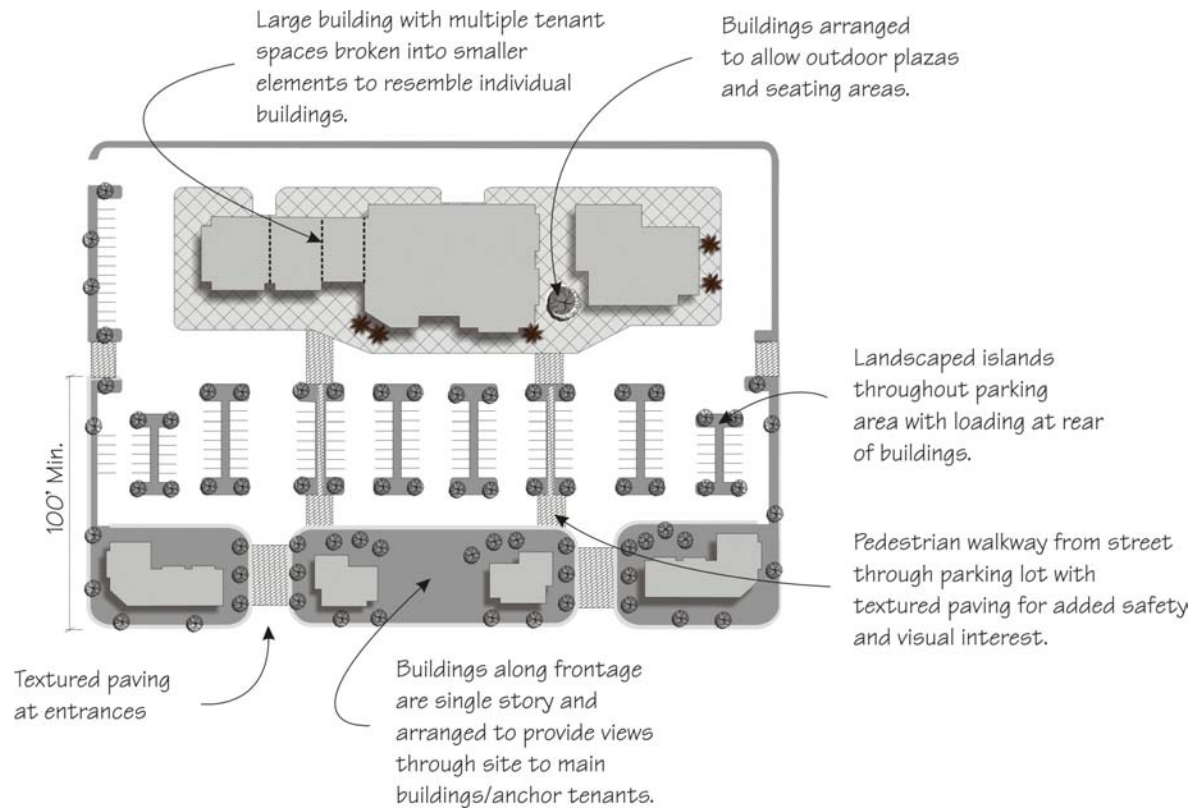 Large building with multiple tenant
spaces broken into smaller
elements to resemble individual
buildings.
Buildings arranged
to allow outdoor plazas
and seating areas.
Landscaped islands
throughout parking
area with loading at rear
of buildings.
100' Min.
Pedestrian walkway from street
through parking lot with
textured paving for added safety
and visual interest.
Textured paving
at entrances
Buildings along frontage
are single story and
arranged to provide views
through site to main
buildings/anchor tenants.